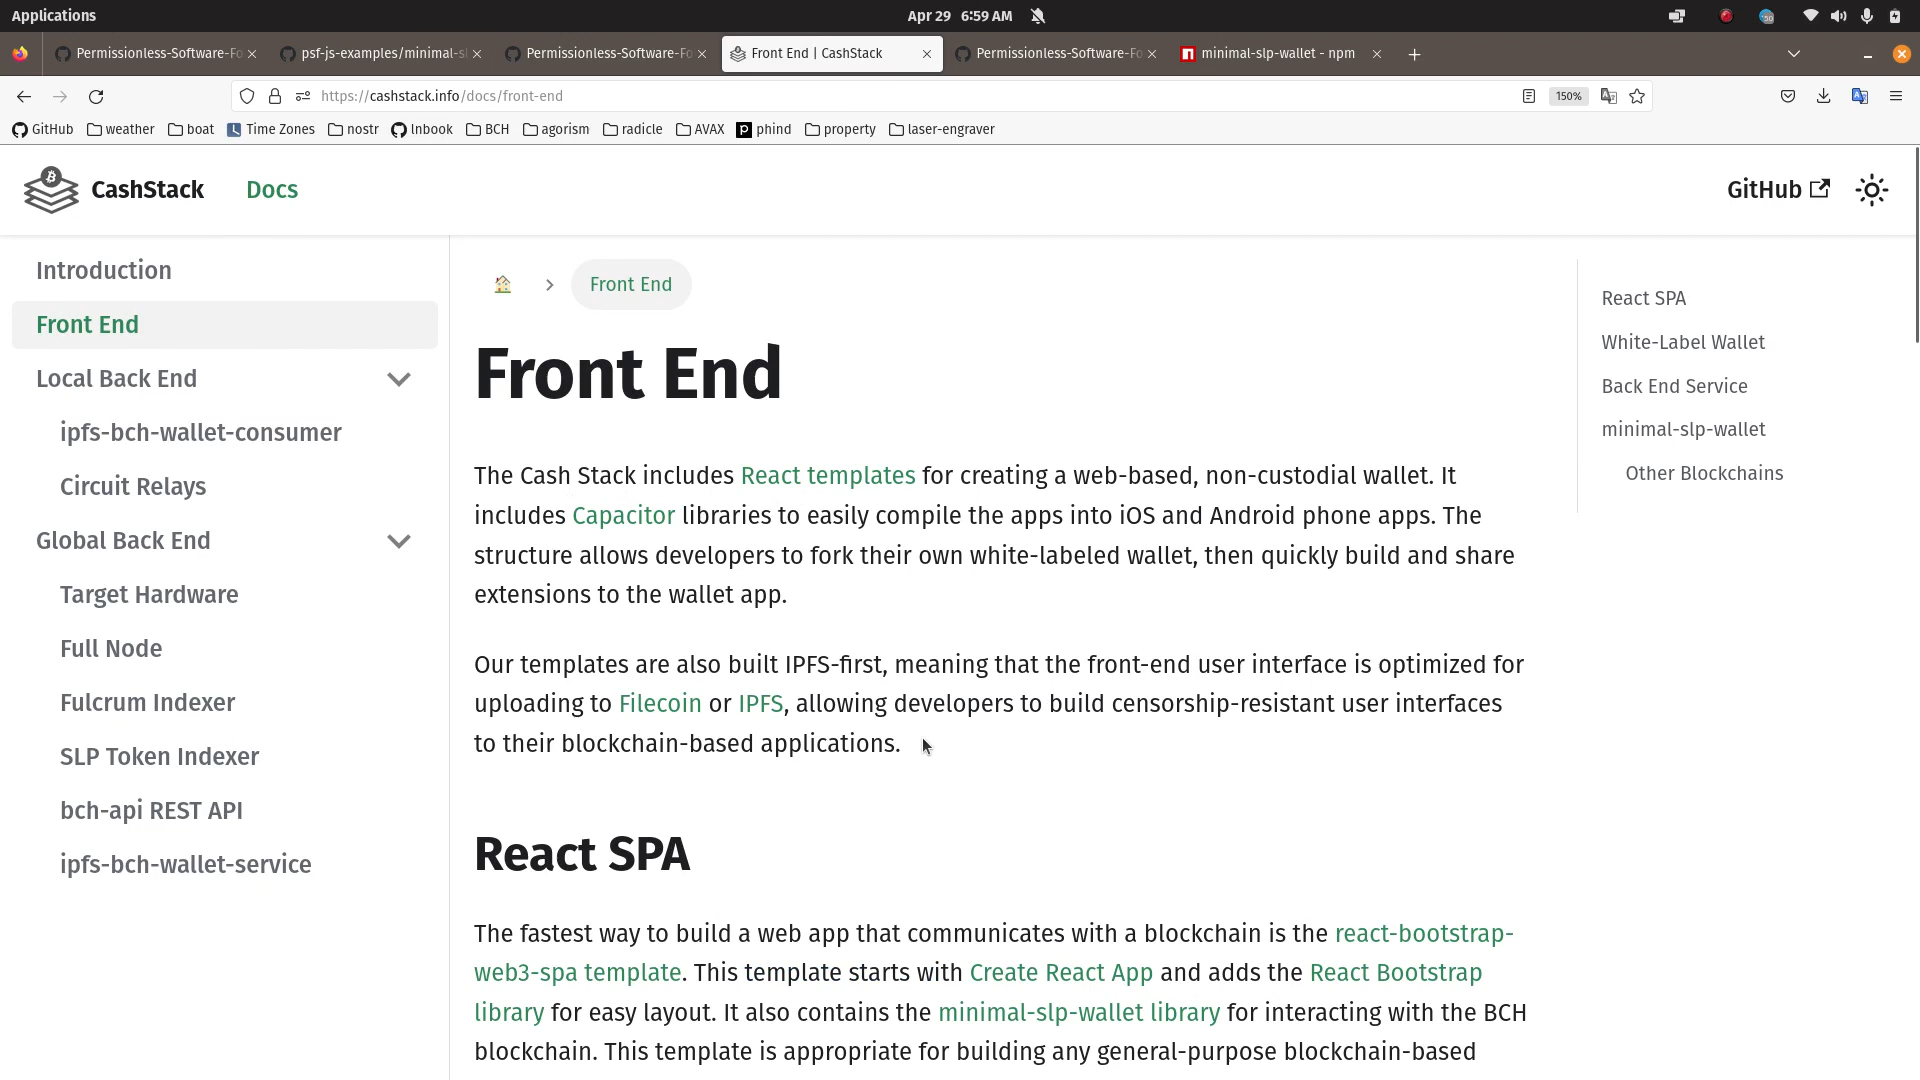 Applications
Apr 29 6:59 AM
Permissionless-Software-Fo
psf-js-examples/minimal-sl
Permissionless-Software-Fo
Front End | CashStack
Permissionless-Software-Fo
minimal-slp-wallet - npm
https://cashstack.info/docs/front-end
150%
GitHub
weather
boat
Time Zones
nostr
lnbook
BCH
agorism
radicle
AVAX
phind
property
laser-engraver
CashStack
Docs
GitHub
Introduction
Front End
Local Back End
ipfs-bch-wallet-consumer
Circuit Relays
Global Back End
Target Hardware
Full Node
Fulcrum Indexer
SLP Token Indexer
bch-api REST API
ipfs-bch-wallet-service
Front End
Front End
The Cash Stack includes React templates for creating a web-based, non-custodial wallet. It
includes Capacitor libraries to easily compile the apps into iOS and Android phone apps. The
structure allows developers to fork their own white-labeled wallet, then quickly build and share
extensions to the wallet app.
Our templates are also built IPFS-first, meaning that the front-end user interface is optimized for
uploading to Filecoin or IPFS, allowing developers to build censorship-resistant user interfaces
to their blockchain-based applications.
React SPA
The fastest way to build a web app that communicates with a blockchain is the react-bootstrap-
web3-spa template. This template starts with Create React App and adds the React Bootstrap
library for easy layout. It also contains the minimal-slp-wallet library for interacting with the BCH
blockchain. This template is appropriate for building any general-purpose blockchain-based
React SPA
White-Label Wallet
Back End Service
minimal-slp-wallet
Other Blockchains